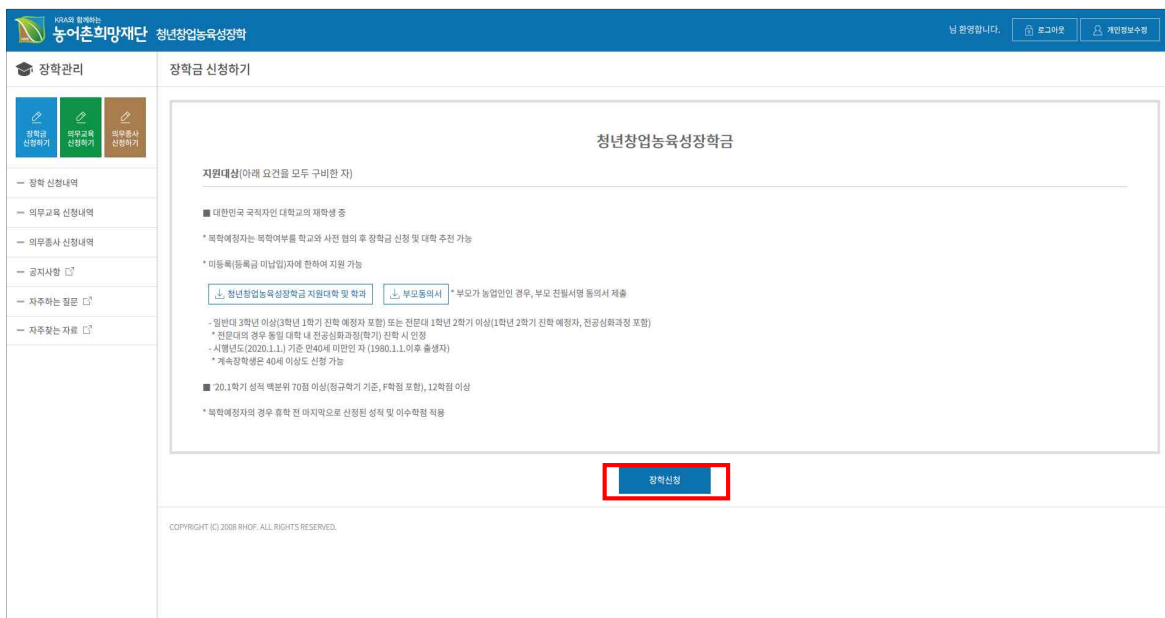 KRA와 함께하는
농어촌희망재단 청년창업농육성장학
님 환영합니다.
로그아웃
개인정보수정
장학관리
장학금 신청하기
장학금 신청하기
의무교육 신청하기
의무종사 신청하기
장학 신청내역
의무교육 신청내역
의무종사 신청내역
공지사항
자주하는 질문
자주찾는 자료
청년창업농육성장학금
지원대상(아래 요건을 모두 구비한 자)
■ 대한민국 국적자인 대학교의 재학생 중
* 복학예정자는 복학여부를 학교와 사전 협의 후 장학금 신청 및 대학 추천 가능
* 미등록(등록금 미납입)자에 한하여 지원 가능
청년창업농육성장학금 지원대학 및 학과 부모동의서 * 부모가 농업인인 경우, 부모 친필서명 동의서 제출
- 일반대 3학년 이상(3학년 1학기 진학 예정자 포함) 또는 전문대 1학년 2학기 이상(1학년 2학기 진학 예정자, 전공심화과정 포함)
* 전문대의 경우 동일 대학 내 전공심화과정(학기) 진학 시 인정
- 시행년도(2020.1.1.) 기준 만40세 미만인 자 (1980.1.1.이후 출생자)
* 계속장학생은 40세 이상도 신청 가능
■ '20.1학기 성적 백분위 70점 이상(정규학기 기준, F학점 포함), 12학점 이상
* 복학예정자의 경우 휴학 전 마지막으로 산정된 성적 및 이수학점 적용
장학신청
COPYRIGHT (C) 2008 RHOF. ALL RIGHTS RESERVED.